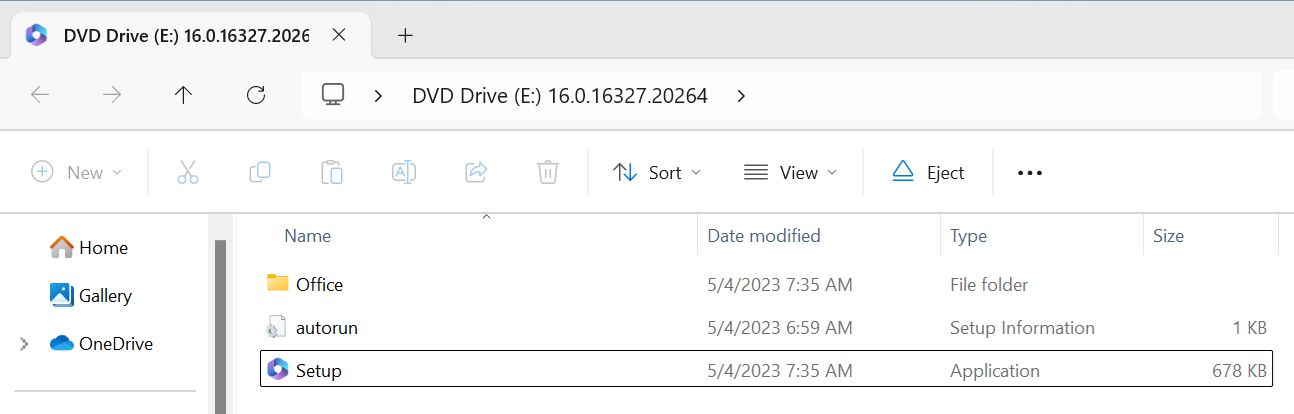 DVD Drive (E:) 16.0.16327.2026
DVD Drive (E:) 16.0.16327.20264
New Sort View Eject
Name Date modified Type Size
Home
Gallery
OneDrive
Office 5/4/2023 7:35 AM File folder
autorun 5/4/2023 6:59 AM Setup Information 1 KB
Setup 5/4/2023 7:35 AM Application 678 KB